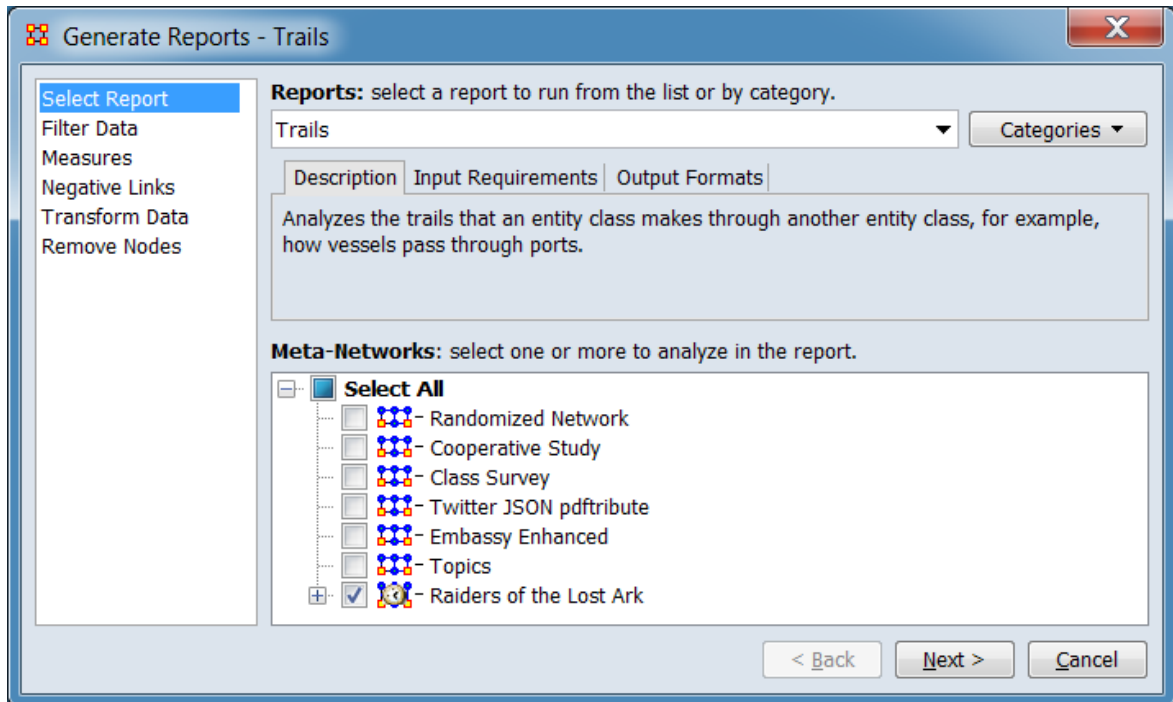 Generate Reports - Trails
Select Report
Filter Data
Measures
Negative Links
Transform Data
Remove Nodes
Reports: select a report to run from the list or by category.
Trails
Categories
Description Input Requirements Output Formats
Analyzes the trails that an entity class makes through another entity class, for example,
how vessels pass through ports.
Meta-Networks: select one or more to analyze in the report.
Select All
Randomized Network
Cooperative Study
Class Survey
Twitter JSON pdftribute
Embassy Enhanced
Topics
Raiders of the Lost Ark
< Back Next > Cancel